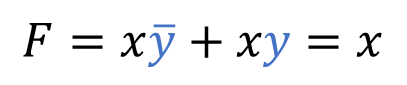 F = xȳ + xy = x